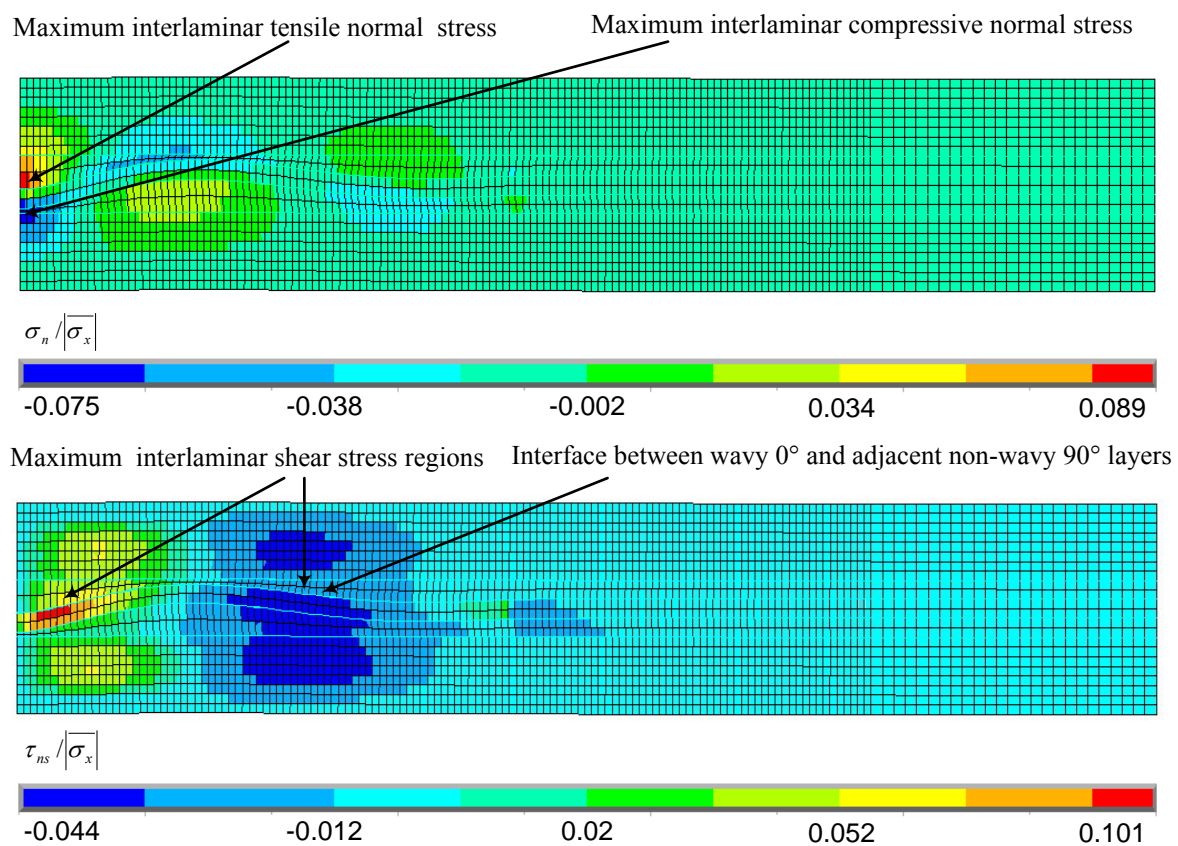 Maximum interlaminar tensile normal stress
Maximum interlaminar compressive normal stress
σn /|σx|
-0.075 -0.038 -0.002 0.034 0.089
Maximum interlaminar shear stress regions
Interface between wavy 0° and adjacent non-wavy 90° layers
τns /|σx|
-0.044 -0.012 0.02 0.052 0.101